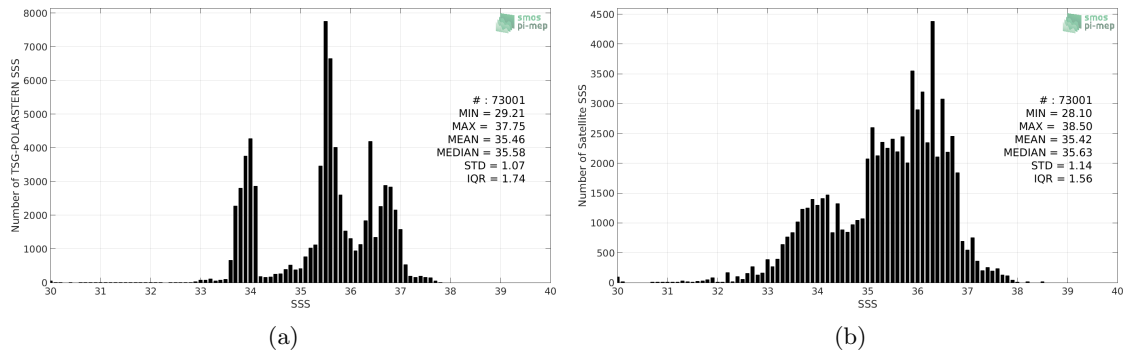 8000
7000
6000
5000
4000
3000
2000
1000
0
Number of TSG-POLARSTERN SSS
smos
pi-mep
# : 73001
MIN = 29.21
MAX = 37.75
MEAN = 35.46
MEDIAN = 35.58
STD = 1.07
IQR = 1.74
30 31 32 33 34 35 36 37 38 39 40
SSS
(a)
4500
4000
3500
3000
2500
2000
1500
1000
500
0
Number of Satellite SSS
smos
pi-mep
# : 73001
MIN = 28.10
MAX = 38.50
MEAN = 35.42
MEDIAN = 35.63
STD = 1.14
IQR = 1.56
30 31 32 33 34 35 36 37 38 39 40
SSS
(b)